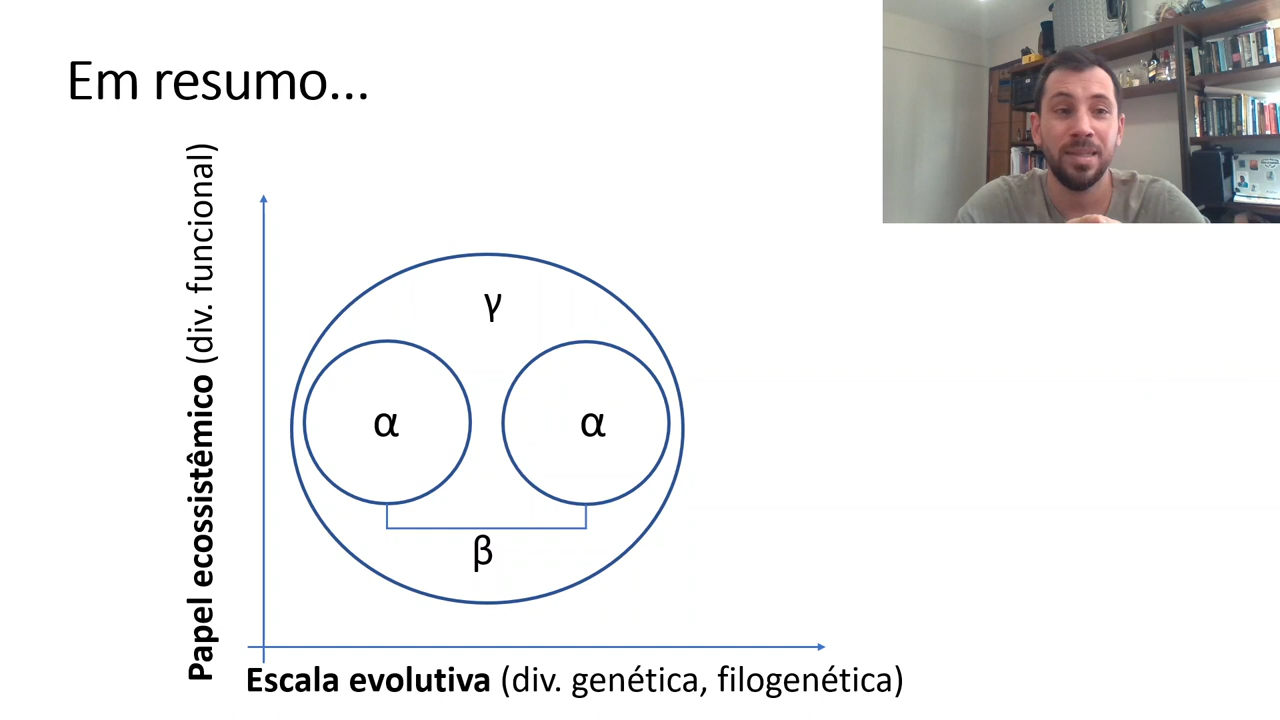 Em resumo...
Papel ecossistêmico (div. funcional)
γ
α
α
β
Escala evolutiva (div. genética, filogenética)